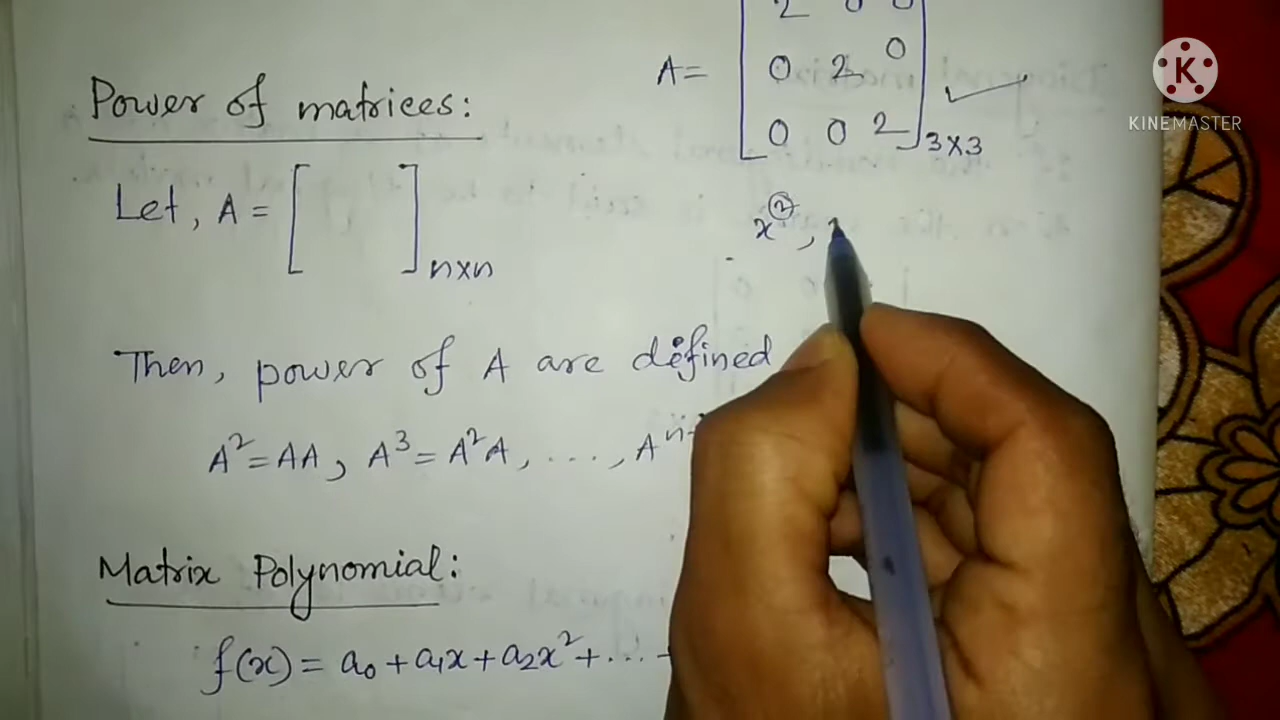 2 0 0
A = 0 2 0
0 0 2 3×3
Power of matrices:
Let, A = [ ] n×n
x², 
Then, power of A are defined
A² = AA, A³ = A²A, ...., Aⁿ
Matrix Polynomial:
f(x) = a₀ + a₁x + a₂x² + ... +
K
KINEMASTER